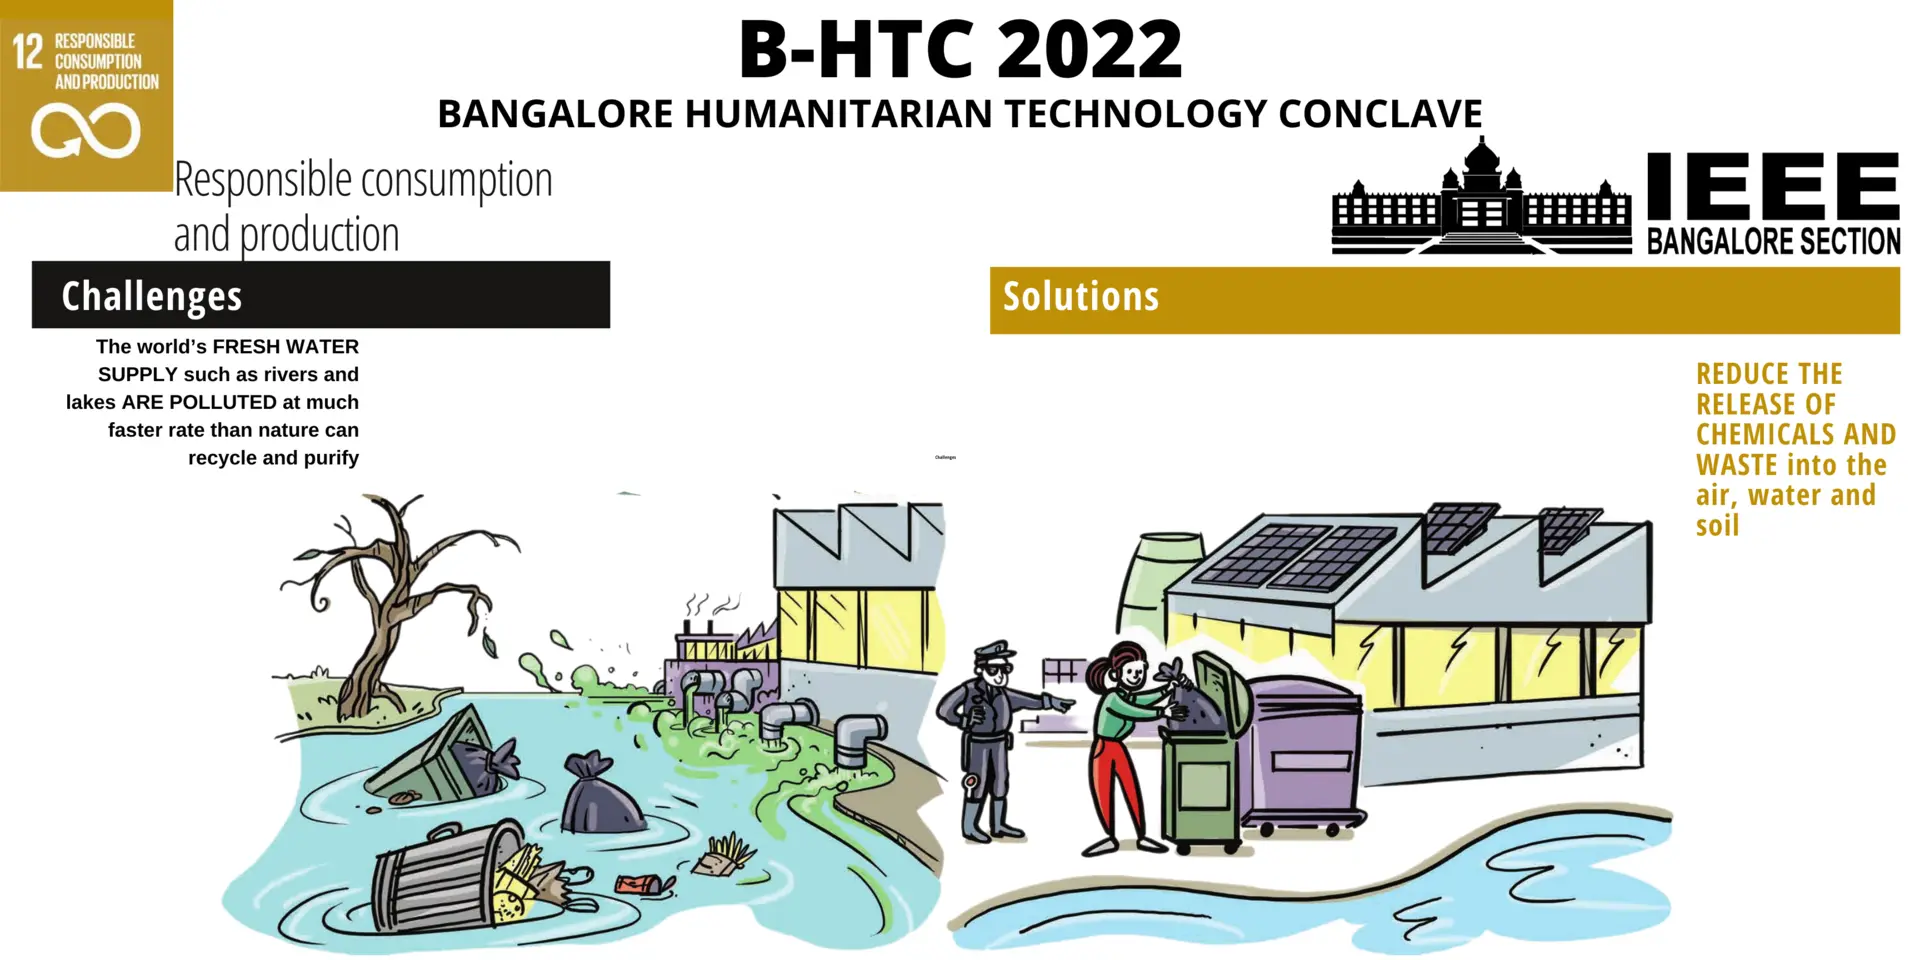 12 RESPONSIBLE
CONSUMPTION
AND PRODUCTION
B-HTC 2022
BANGALORE HUMANITARIAN TECHNOLOGY CONCLAVE
Responsible consumption
and production
IEEE
BANGALORE SECTION
Challenges
The world’s FRESH WATER
SUPPLY such as rivers and
lakes ARE POLLUTED at much
faster rate than nature can
recycle and purify
Challenges
Solutions
REDUCE THE
RELEASE OF
CHEMICALS AND
WASTE into the
air, water and
soil